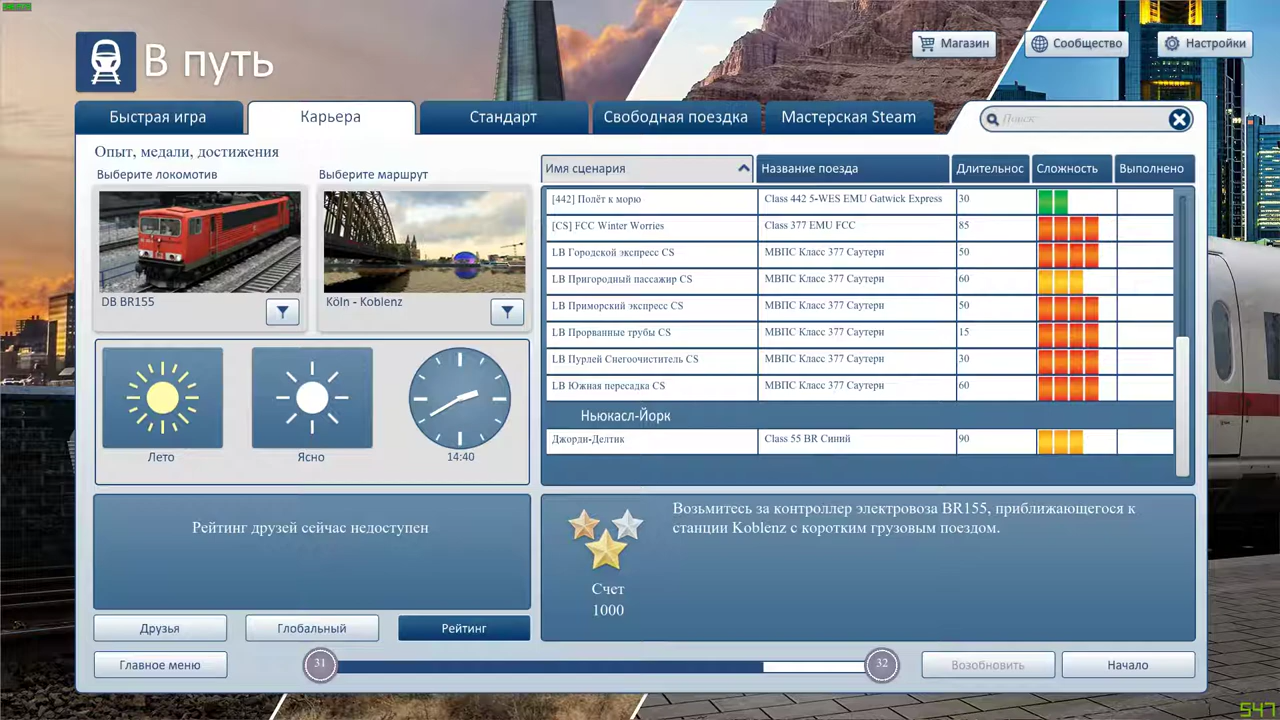 В путь
Магазин
Сообщество
Настройки
Быстрая игра
Карьера
Стандарт
Свободная поездка
Мастерская Steam
Поиск
Опыт, медали, достижения
Выберите локомотив
Выберите маршрут
DB BR155
Köln - Koblenz
Лето
Ясно
14:40
Имя сценария Название поезда Длительнос Сложность Выполнено
[442] Полёт к морю Class 442 5-WES EMU Gatwick Express 30
[CS] FCC Winter Worries Class 377 EMU FCC 85
LB Городской экспресс CS МВПС Класс 377 Саутерн 50
LB Пригородный пассажир CS МВПС Класс 377 Саутерн 60
LB Приморский экспресс CS МВПС Класс 377 Саутерн 50
LB Прорванные трубы CS МВПС Класс 377 Саутерн 15
LB Пурлей Снегоочиститель CS МВПС Класс 377 Саутерн 30
LB Южная пересадка CS МВПС Класс 377 Саутерн 60
Ньюкасл-Йорк
Джорди-Делтик Class 55 BR Синий 90
Рейтинг друзей сейчас недоступен
Возьмитесь за контроллер электровоза BR155, приближающегося к
станции Koblenz с коротким грузовым поездом.
Счет
1000
Друзья
Глобальный
Рейтинг
Главное меню
31
32
Возобновить
Начало
547